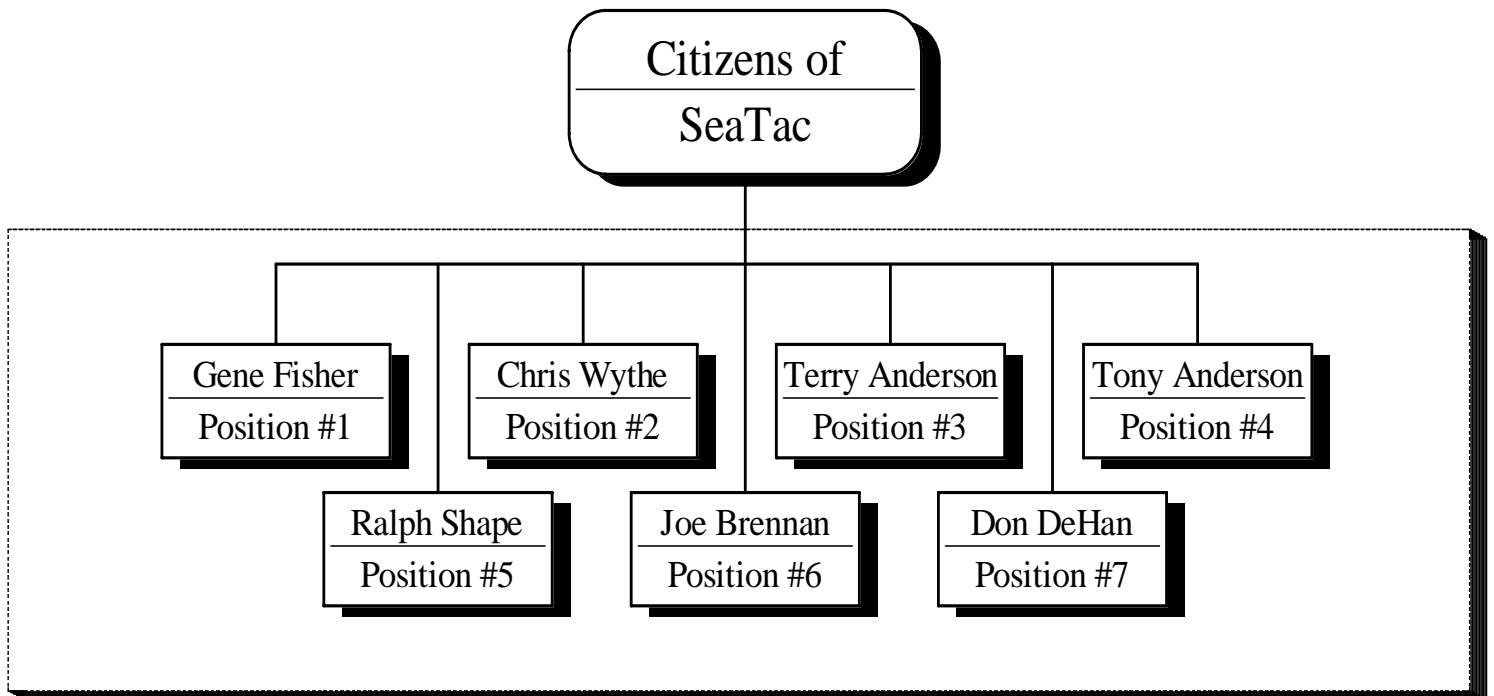 Citizens of
SeaTac
Gene Fisher
Position #1
Chris Wythe
Position #2
Terry Anderson
Position #3
Tony Anderson
Position #4
Ralph Shape
Position #5
Joe Brennan
Position #6
Don DeHan
Position #7